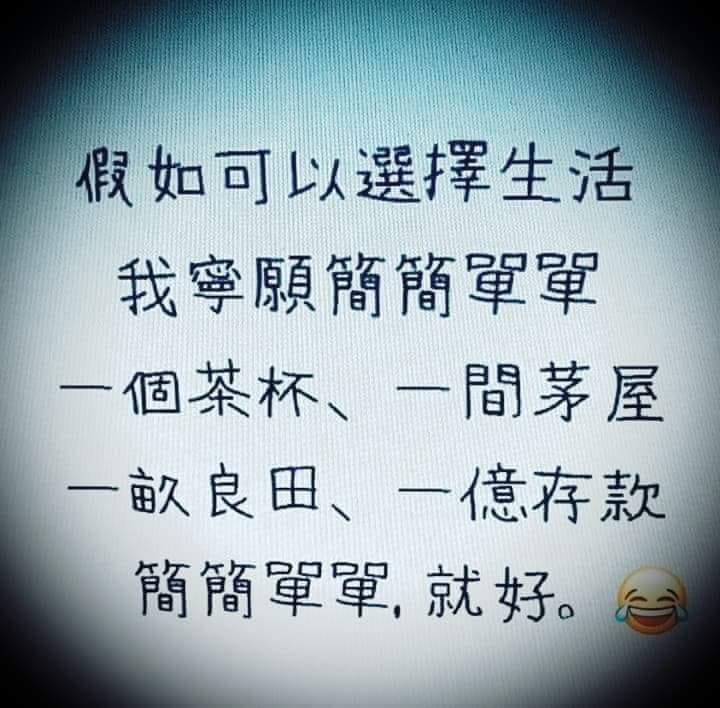 假如可以選擇生活
我寧願簡簡單單
一個茶杯、一間茅屋
一畝良田、一億存款
簡簡單單,就好。😂